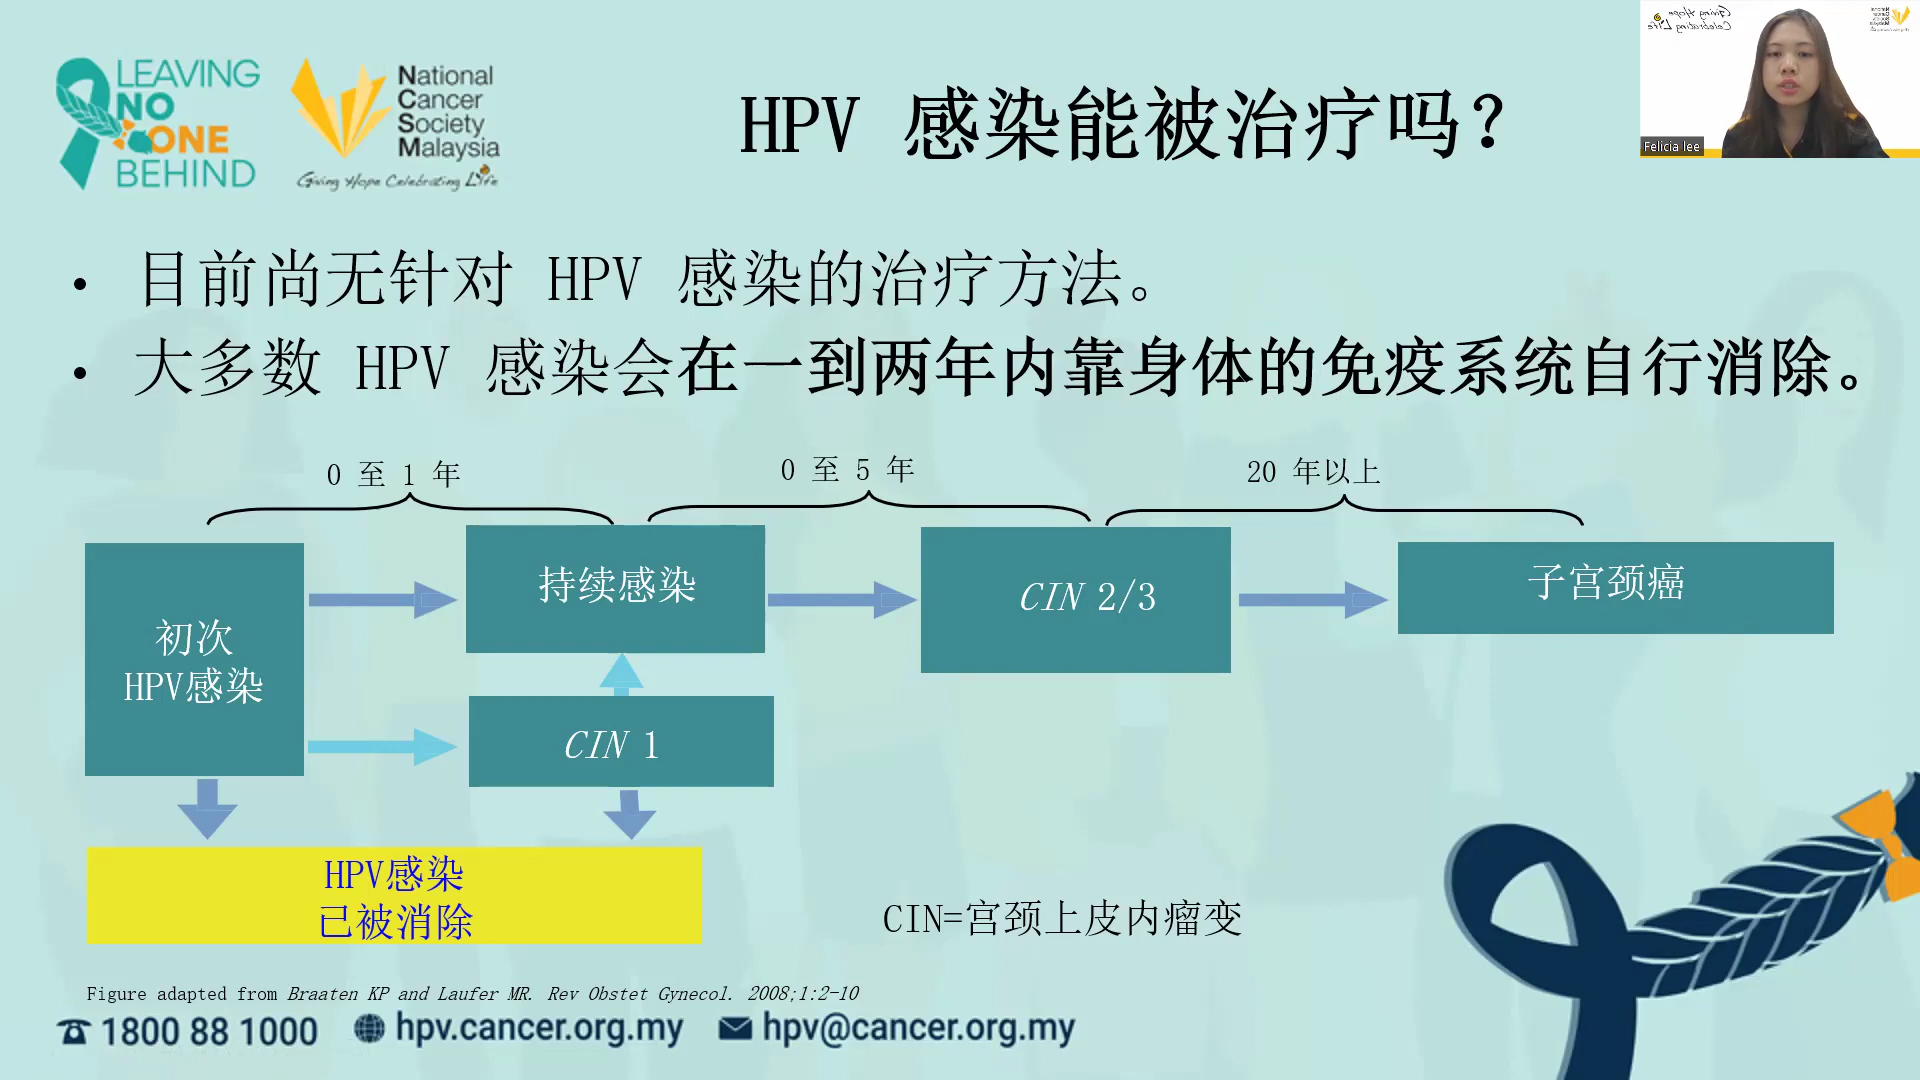 LEAVING
NO
ONE
BEHIND
National
Cancer
Society
Malaysia
Giving Hope Celebrating Life
HPV 感染能被治疗吗？
Giving Hope
Celebrating Life
Felicia lee
• 目前尚无针对 HPV 感染的治疗方法。
• 大多数 HPV 感染会在一到两年内靠身体的免疫系统自行消除。
0 至 1 年
0 至 5 年
20 年以上
初次
HPV感染
持续感染
CIN 2/3
子宫颈癌
CIN 1
HPV感染
已被消除
CIN=宫颈上皮内瘤变
Figure adapted from Braaten KP and Laufer MR. Rev Obstet Gynecol. 2008;1:2-10
1800 88 1000
hpv.cancer.org.my
hpv@cancer.org.my